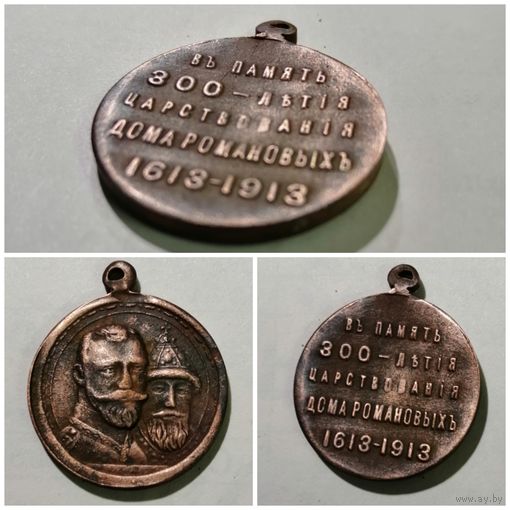 ВЪ ПАМЯТЬ
300-ЛѢТІЯ
ЦАРСТВОВАНІЯ
ДОМА РОМАНОВЫХЪ
1613-1913
ВЪ ПАМЯТЬ
300-ЛѢТІЯ
ЦАРСТВОВАНІЯ
ДОМА РОМАНОВЫХЪ
1613-1913
www.ay.by